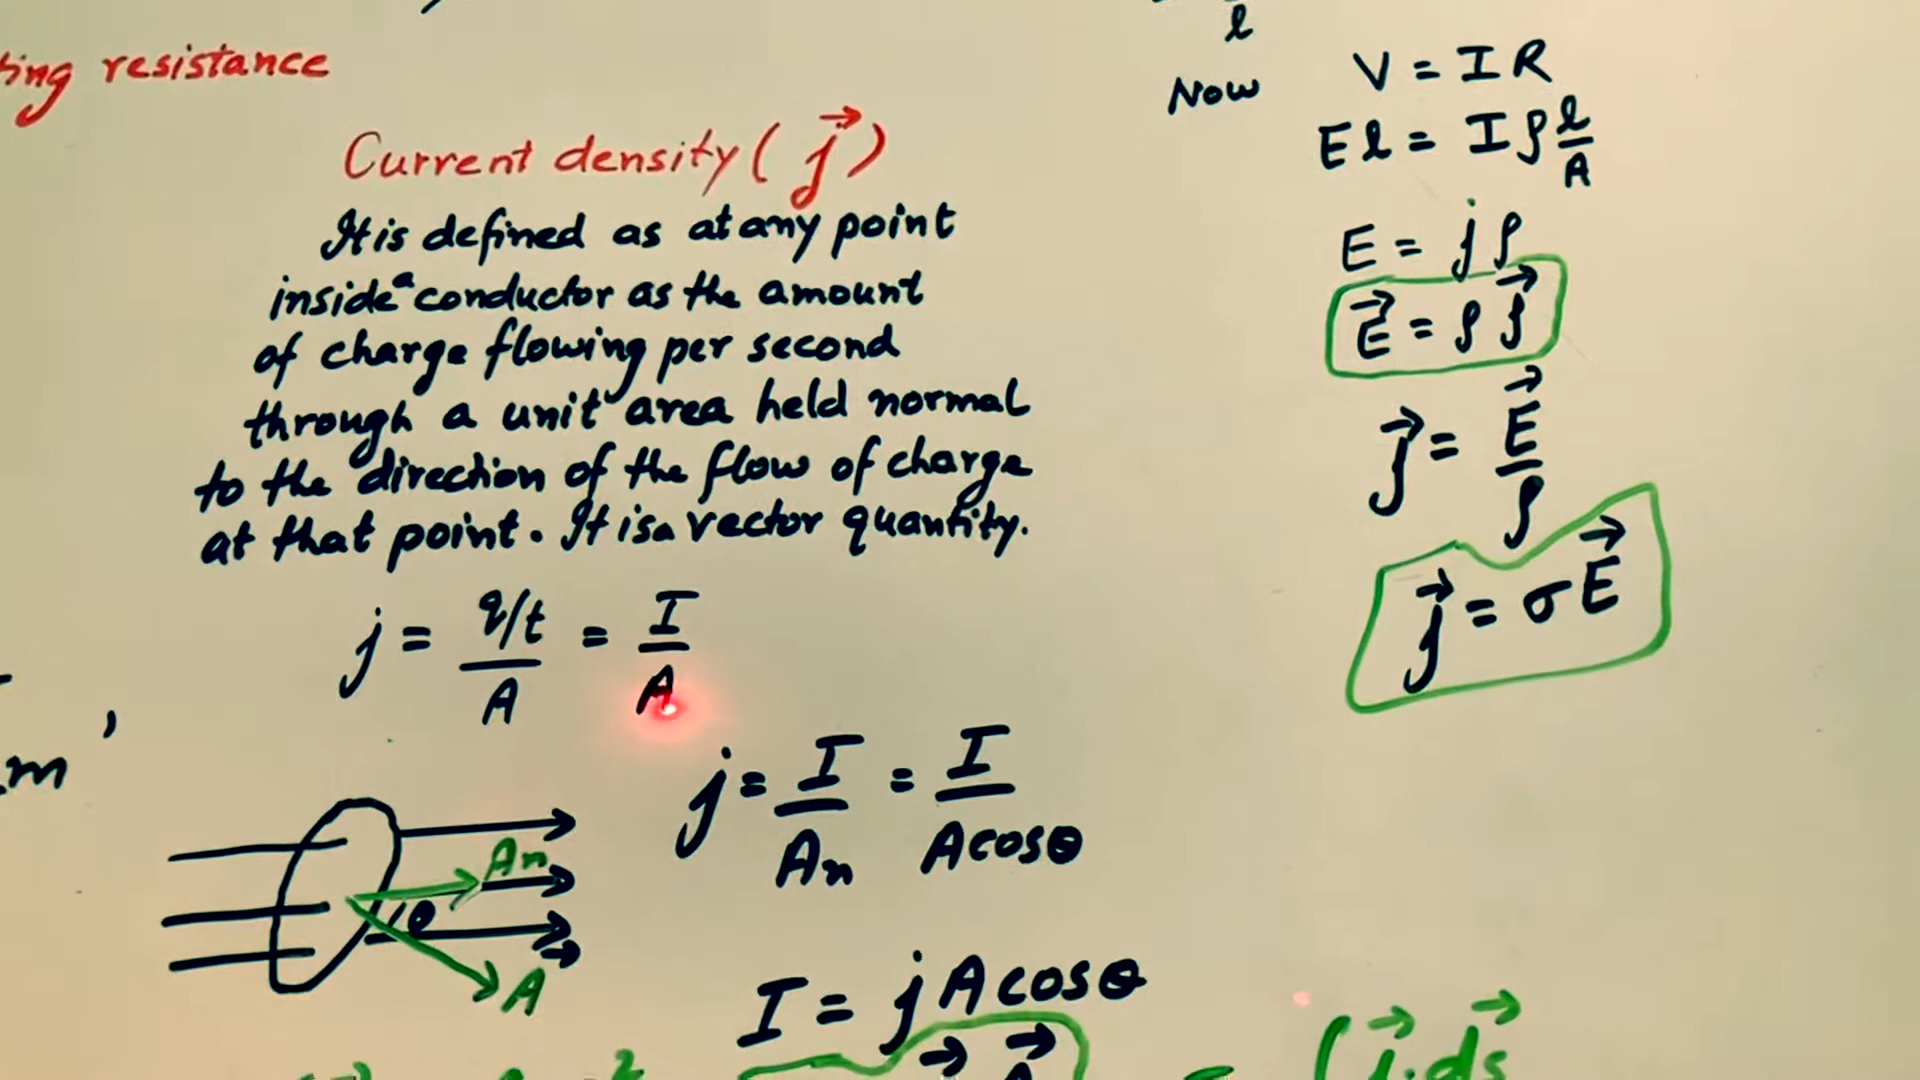 resistance
Current density (j⃗)
It is defined as at any point
inside a conductor as the amount
of charge flowing per second
through a unit area held normal
to the direction of the flow of charge
at that point. It is a vector quantity.
j = q/t / A = I / A
m ,
j = I / An = I / A cosθ
An
θ
A
I = j A cosθ
l
Now V = I R
E l = I ρ l / A
E = j ρ
E⃗ = ρ j⃗
j⃗ = E⃗ / ρ
j⃗ = σ E⃗
∫ j⃗ . ds⃗